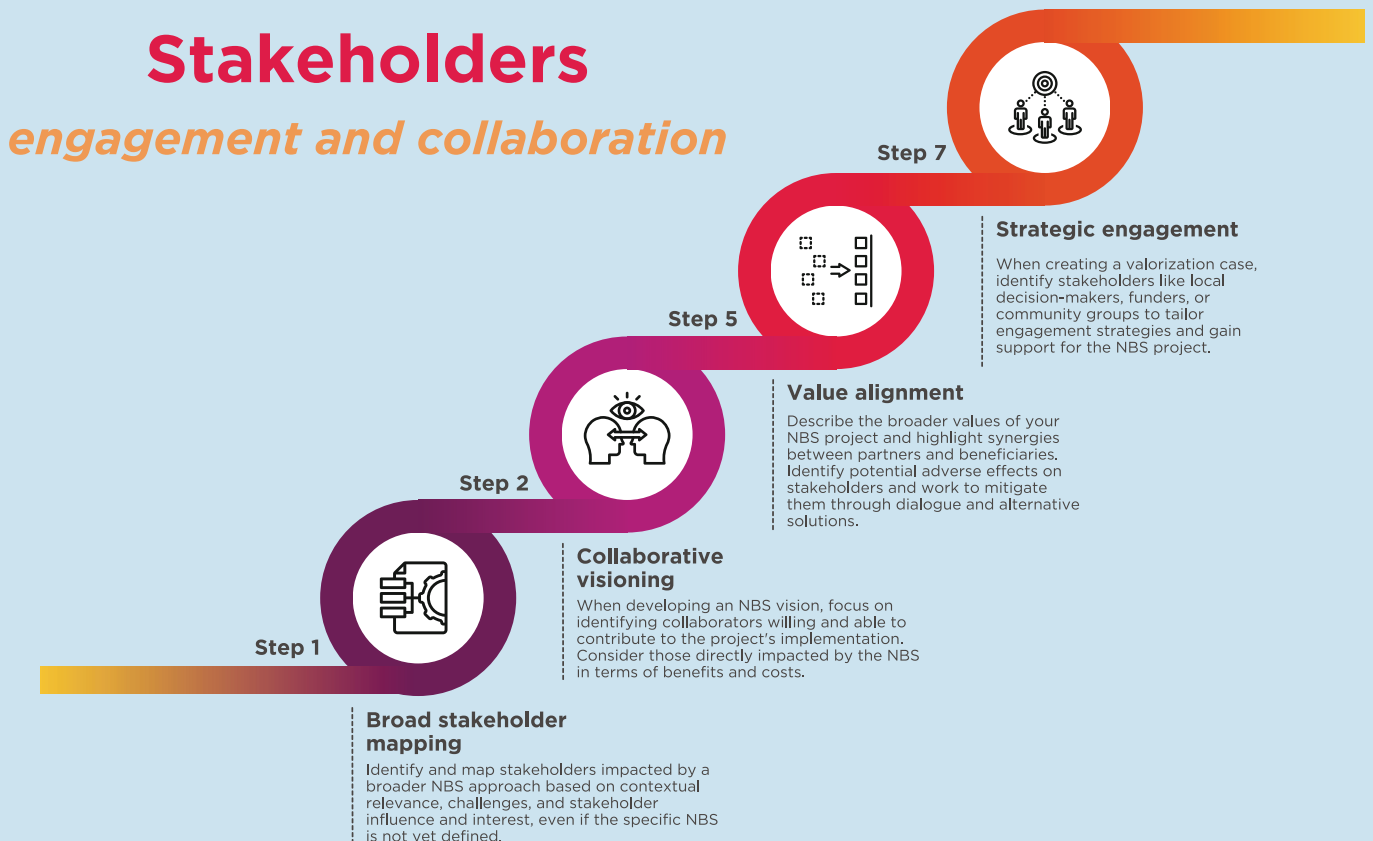 Stakeholders
engagement and collaboration
Step 7
Strategic engagement
When creating a valorization case,
identify stakeholders like local
decision-makers, funders, or
community groups to tailor
engagement strategies and gain
support for the NBS project.
Step 5
Value alignment
Describe the broader values of your
NBS project and highlight synergies
between partners and beneficiaries.
Identify potential adverse effects on
stakeholders and work to mitigate
them through dialogue and alternative
solutions.
Step 2
Collaborative
visioning
When developing an NBS vision, focus on
identifying collaborators willing and able to
contribute to the project's implementation.
Consider those directly impacted by the NBS
in terms of benefits and costs.
Step 1
Broad stakeholder
mapping
Identify and map stakeholders impacted by a
broader NBS approach based on contextual
relevance, challenges, and stakeholder
influence and interest, even if the specific NBS
is not yet defined.